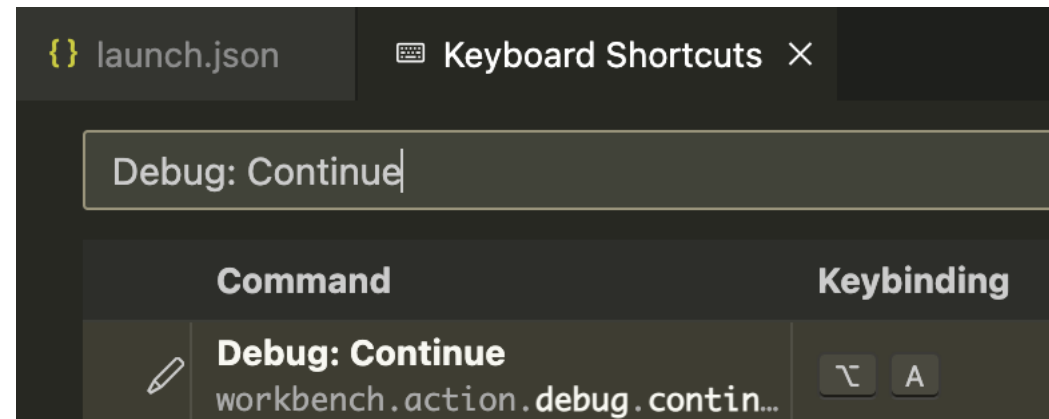 {} launch.json
Keyboard Shortcuts ×
Debug: Continue
Command Keybinding
Debug: Continue ⌥ A
workbench.action.debug.contin…